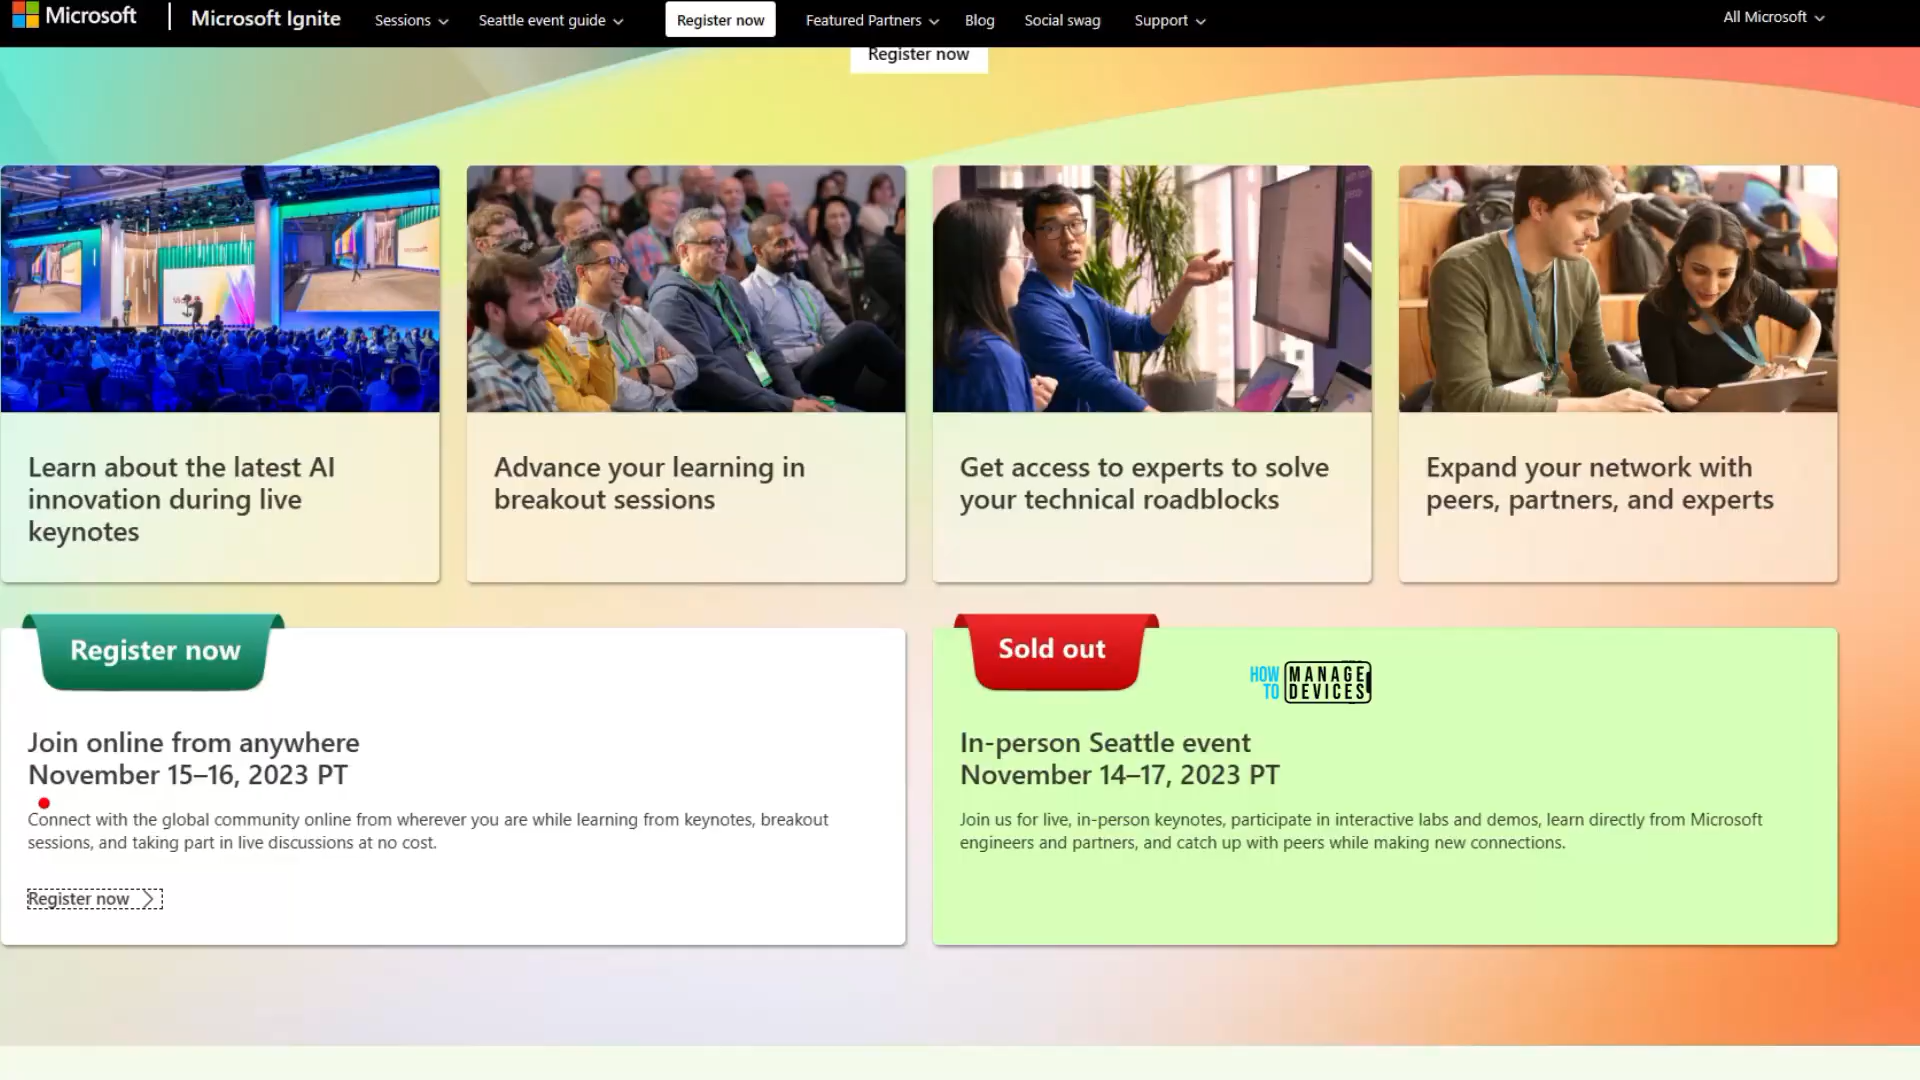 Microsoft
Microsoft Ignite
Sessions
Seattle event guide
Register now
Featured Partners
Blog
Social swag
Support
All Microsoft
Register now
Learn about the latest AI
innovation during live
keynotes
Advance your learning in
breakout sessions
Get access to experts to solve
your technical roadblocks
Expand your network with
peers, partners, and experts
Register now
Join online from anywhere
November 15–16, 2023 PT
Connect with the global community online from wherever you are while learning from keynotes, breakout
sessions, and taking part in live discussions at no cost.
Register now
Sold out
HOW
TO
MANAGE
DEVICES
In-person Seattle event
November 14–17, 2023 PT
Join us for live, in-person keynotes, participate in interactive labs and demos, learn directly from Microsoft
engineers and partners, and catch up with peers while making new connections.